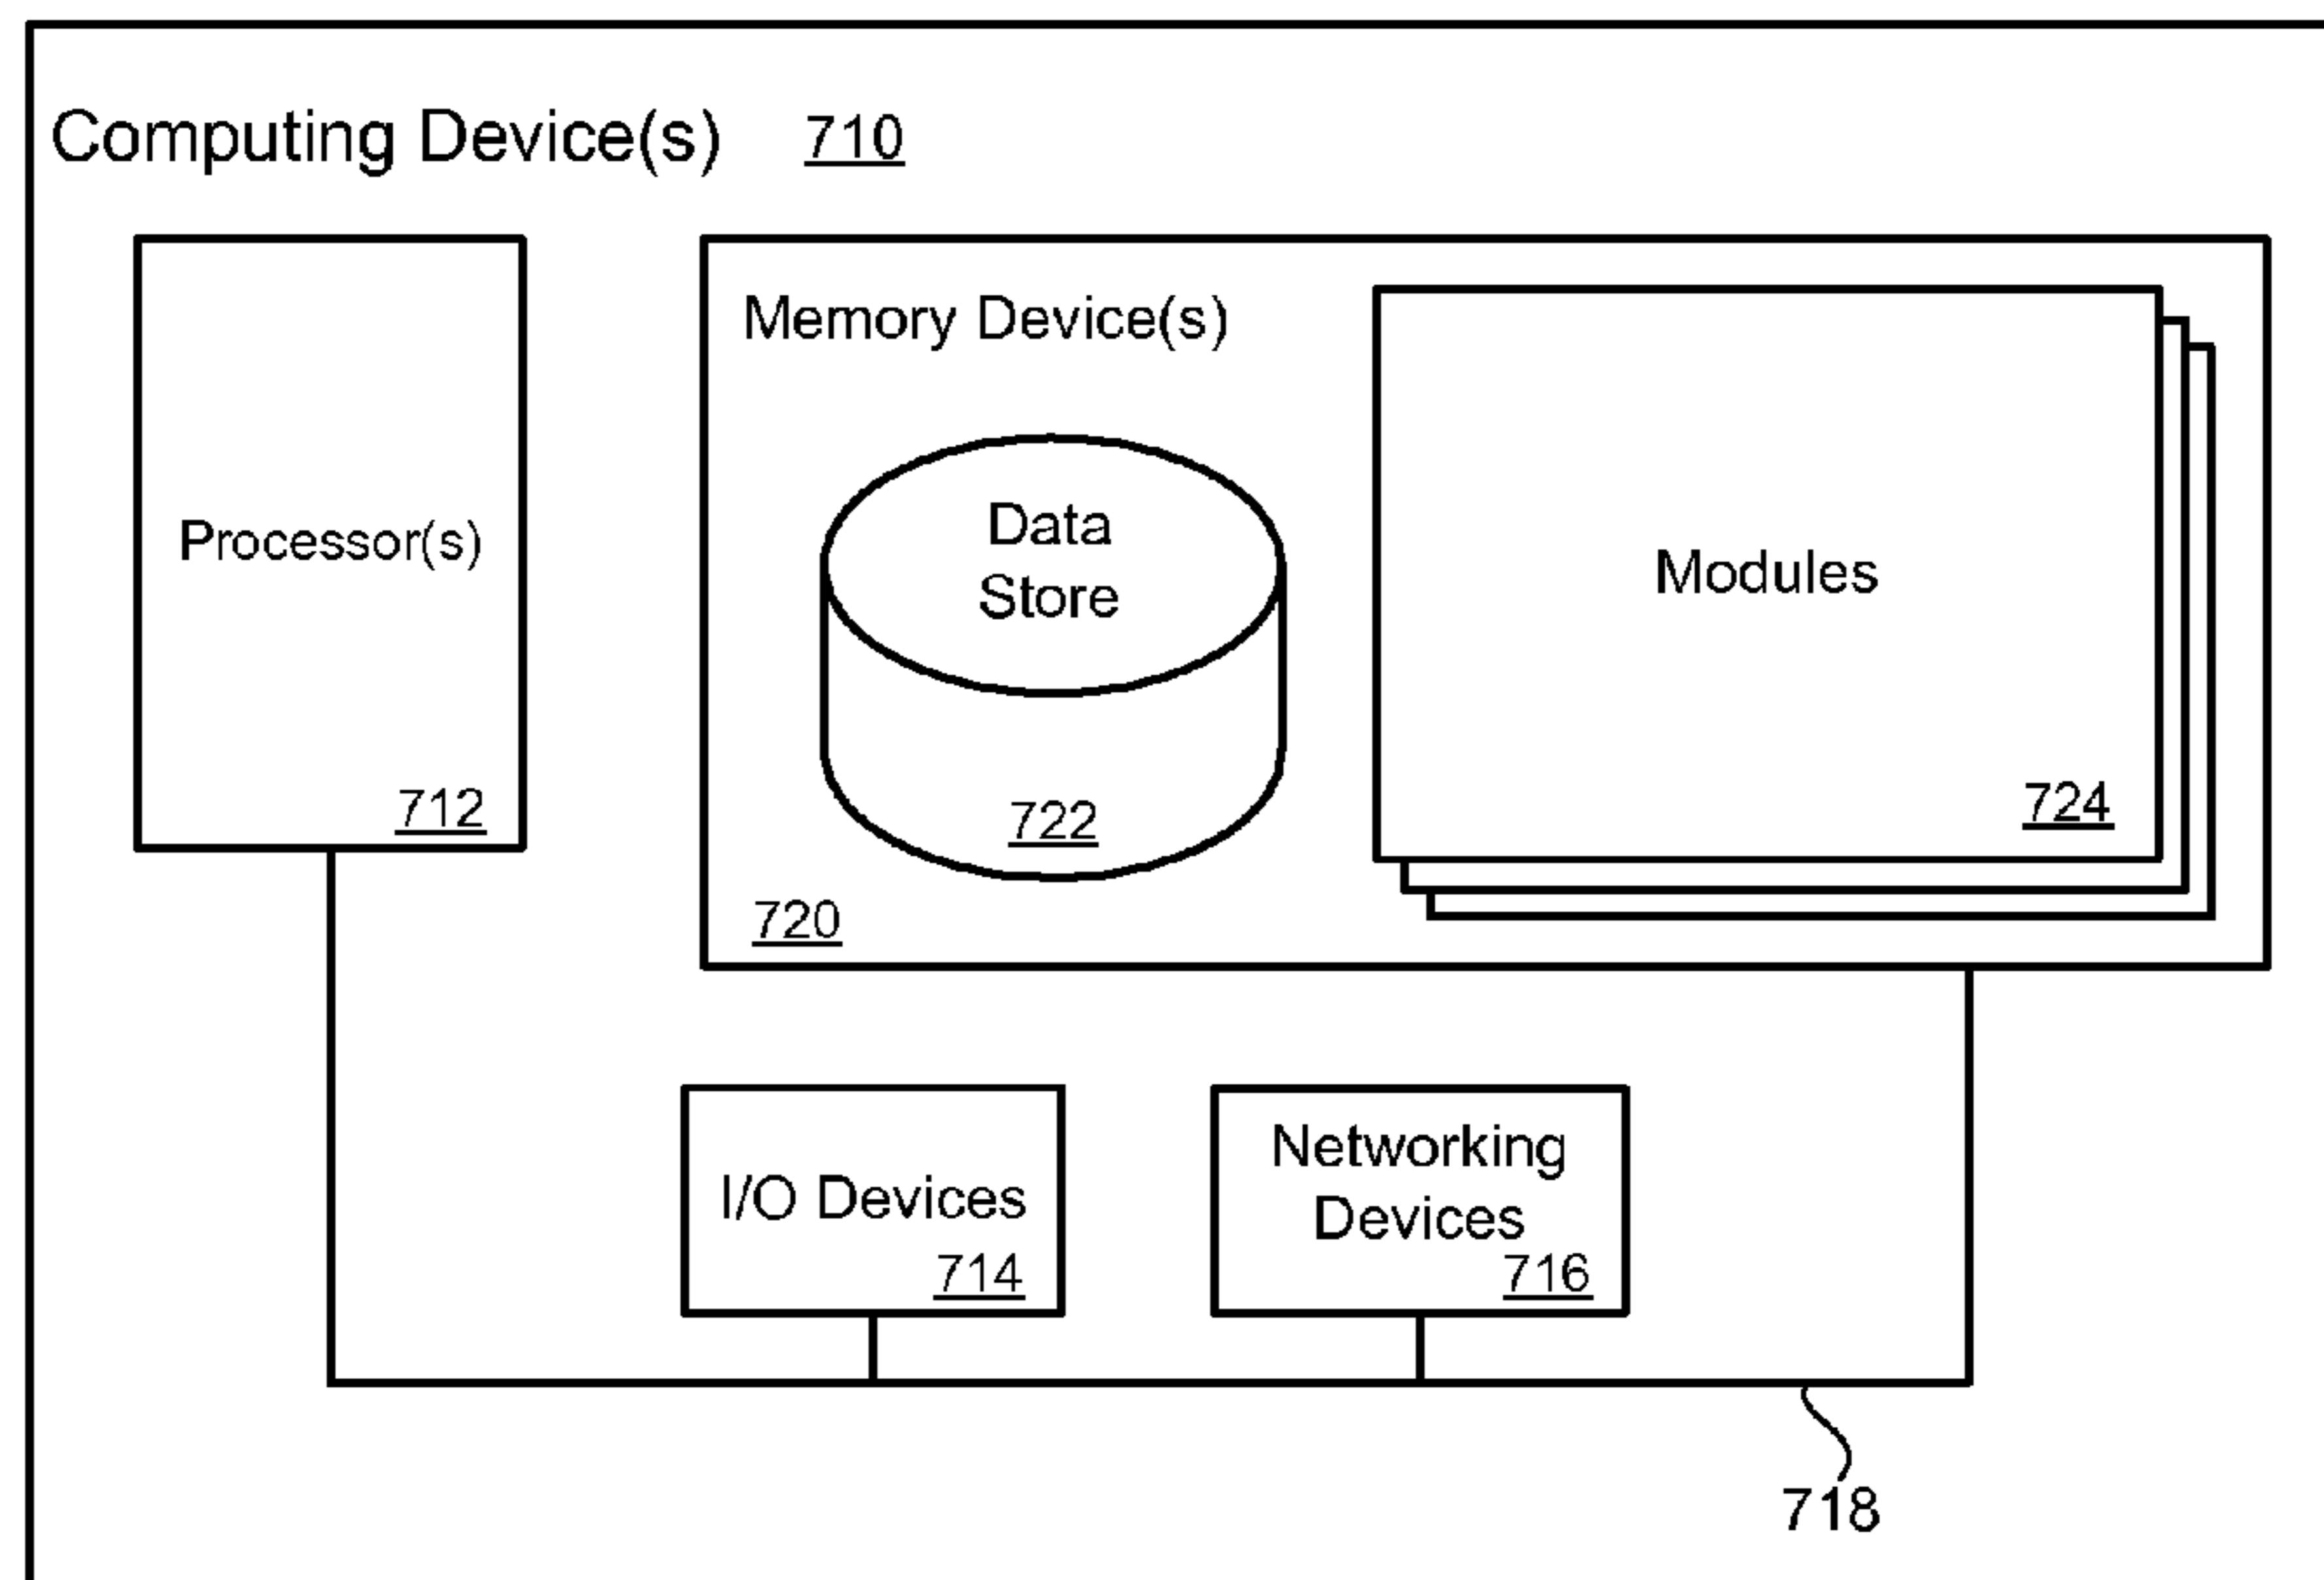 Computing Device(s) 710
Processor(s)
712
Memory Device(s)
Data
Store
722
720
Modules
724
I/O Devices
714
Networking
Devices
716
718